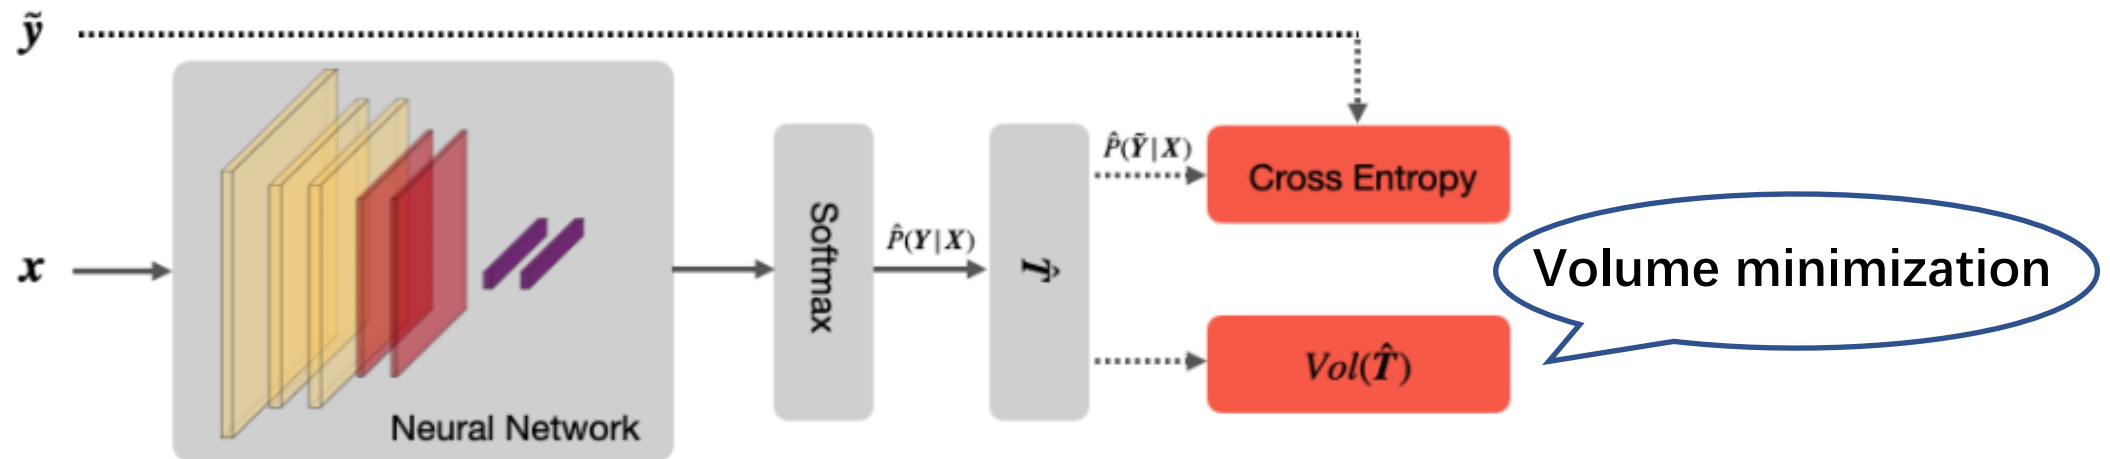 ỹ
x
Neural Network
Softmax
P̂(Y|X)
T̂
P̂(Ỹ|X)
Cross Entropy
Vol(T̂)
Volume minimization